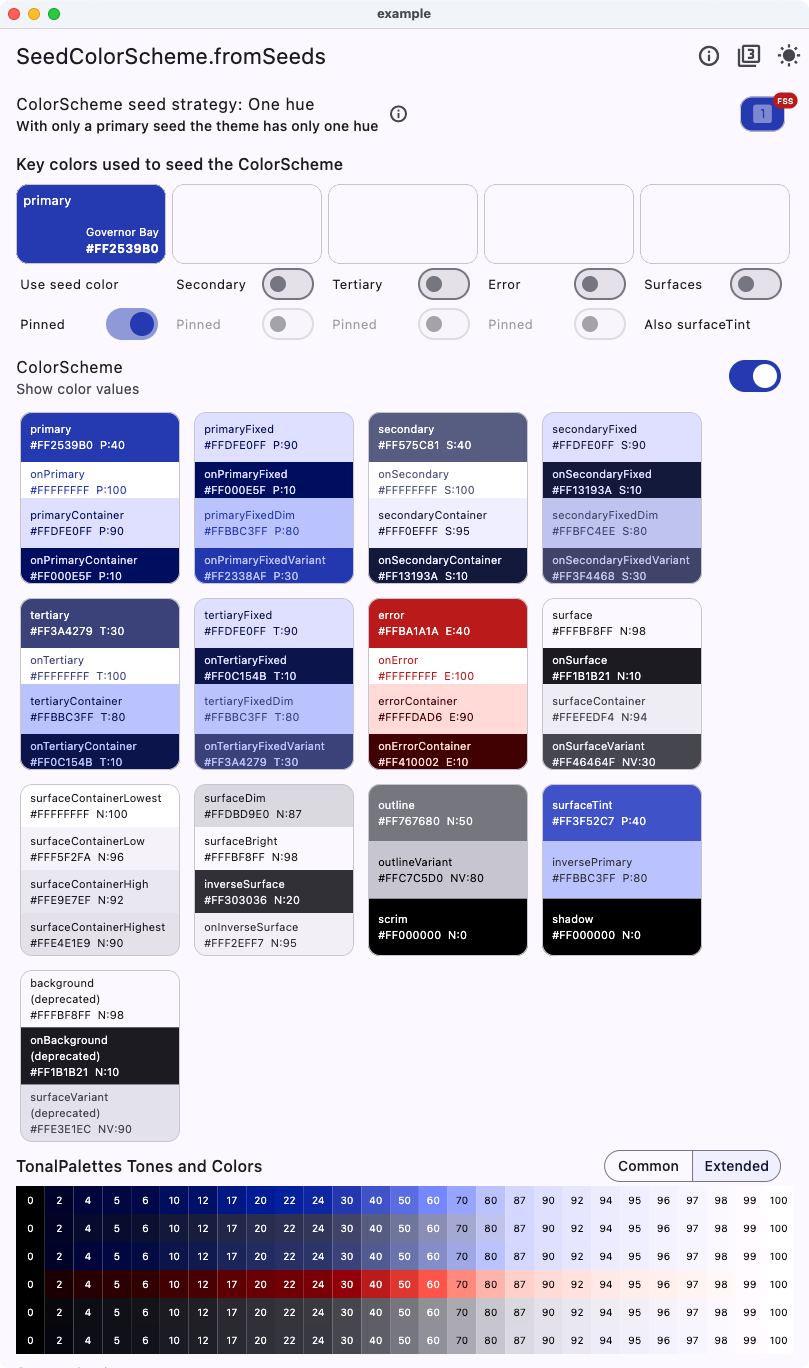 example
SeedColorScheme.fromSeeds
3
ColorScheme seed strategy: One hue
With only a primary seed the theme has only one hue
1
FSS
Key colors used to seed the ColorScheme
primary
Governor Bay
#FF2539B0
Use seed color
Secondary
Tertiary
Error
Surfaces
Pinned
Pinned
Pinned
Pinned
Also surfaceTint
ColorScheme
Show color values
primary
#FF2539B0 P:40
onPrimary
#FFFFFFFF P:100
primaryContainer
#FFDFE0FF P:90
onPrimaryContainer
#FF000E5F P:10
primaryFixed
#FFDFE0FF P:90
onPrimaryFixed
#FF000E5F P:10
primaryFixedDim
#FFBBC3FF P:80
onPrimaryFixedVariant
#FF2338AF P:30
secondary
#FF575C81 S:40
onSecondary
#FFFFFFFF S:100
secondaryContainer
#FFF0EFFF S:95
onSecondaryContainer
#FF13193A S:10
secondaryFixed
#FFDFE0FF S:90
onSecondaryFixed
#FF13193A S:10
secondaryFixedDim
#FFBFC4EE S:80
onSecondaryFixedVariant
#FF3F4468 S:30
tertiary
#FF3A4279 T:30
onTertiary
#FFFFFFFF T:100
tertiaryContainer
#FFBBC3FF T:80
onTertiaryContainer
#FF0C154B T:10
tertiaryFixed
#FFDFE0FF T:90
onTertiaryFixed
#FF0C154B T:10
tertiaryFixedDim
#FFBBC3FF T:80
onTertiaryFixedVariant
#FF3A4279 T:30
error
#FFBA1A1A E:40
onError
#FFFFFFFF E:100
errorContainer
#FFFFDAD6 E:90
onErrorContainer
#FF410002 E:10
surface
#FFFBF8FF N:98
onSurface
#FF1B1B21 N:10
surfaceContainer
#FFEFEDF4 N:94
onSurfaceVariant
#FF46464F NV:30
surfaceContainerLowest
#FFFFFFFF N:100
surfaceContainerLow
#FFF5F2FA N:96
surfaceContainerHigh
#FFE9E7EF N:92
surfaceContainerHighest
#FFE4E1E9 N:90
surfaceDim
#FFDBD9E0 N:87
surfaceBright
#FFFBF8FF N:98
inverseSurface
#FF303036 N:20
onInverseSurface
#FFF2EFF7 N:95
outline
#FF767680 N:50
outlineVariant
#FFC7C5D0 NV:80
scrim
#FF000000 N:0
surfaceTint
#FF3F52C7 P:40
inversePrimary
#FFBBC3FF P:80
shadow
#FF000000 N:0
background
(deprecated)
#FFFBF8FF N:98
onBackground
(deprecated)
#FF1B1B21 N:10
surfaceVariant
(deprecated)
#FFE3E1EC NV:90
TonalPalettes Tones and Colors
Common
Extended
0 2 4 5 6 10 12 17 20 22 24 30 40 50 60 70 80 87 90 92 94 95 96 97 98 99 100
0 2 4 5 6 10 12 17 20 22 24 30 40 50 60 70 80 87 90 92 94 95 96 97 98 99 100
0 2 4 5 6 10 12 17 20 22 24 30 40 50 60 70 80 87 90 92 94 95 96 97 98 99 100
0 2 4 5 6 10 12 17 20 22 24 30 40 50 60 70 80 87 90 92 94 95 96 97 98 99 100
0 2 4 5 6 10 12 17 20 22 24 30 40 50 60 70 80 87 90 92 94 95 96 97 98 99 100
0 2 4 5 6 10 12 17 20 22 24 30 40 50 60 70 80 87 90 92 94 95 96 97 98 99 100